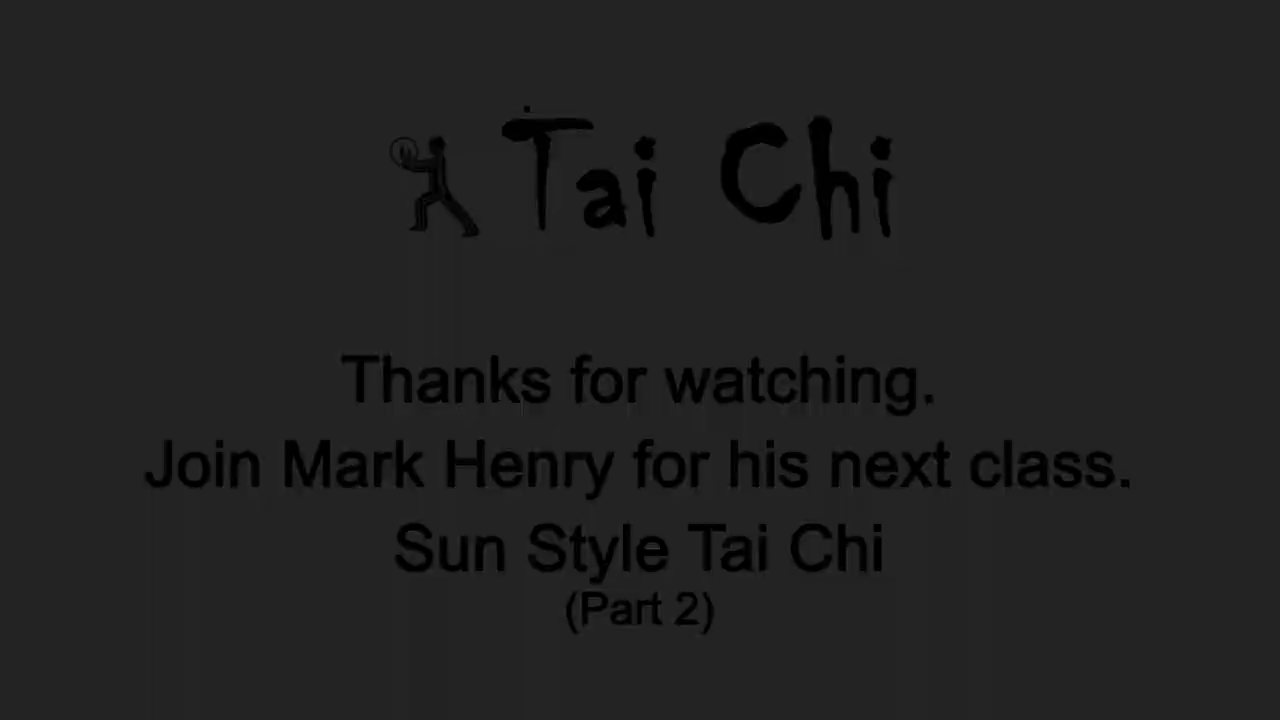 Tai Chi
Thanks for watching.
Join Mark Henry for his next class.
Sun Style Tai Chi
(Part 2)